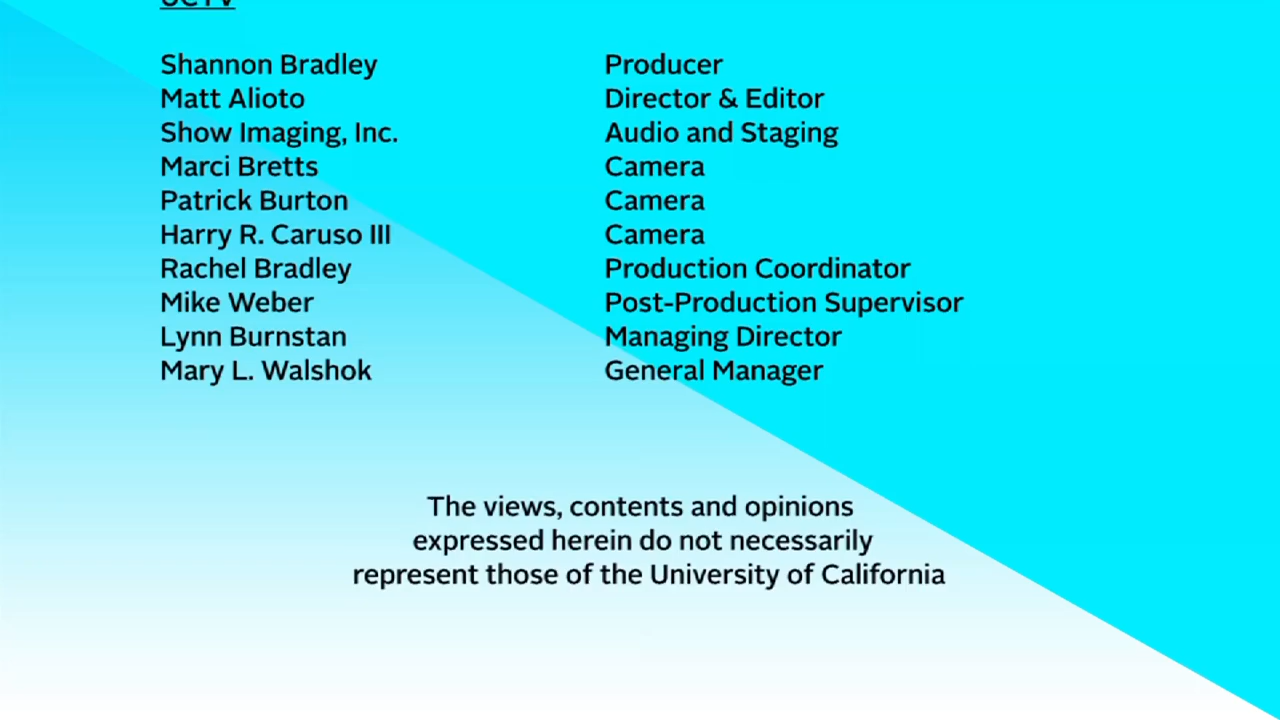 UCTV
Shannon Bradley Producer
Matt Alioto Director & Editor
Show Imaging, Inc. Audio and Staging
Marci Bretts Camera
Patrick Burton Camera
Harry R. Caruso III Camera
Rachel Bradley Production Coordinator
Mike Weber Post-Production Supervisor
Lynn Burnstan Managing Director
Mary L. Walshok General Manager
The views, contents and opinions
expressed herein do not necessarily
represent those of the University of California